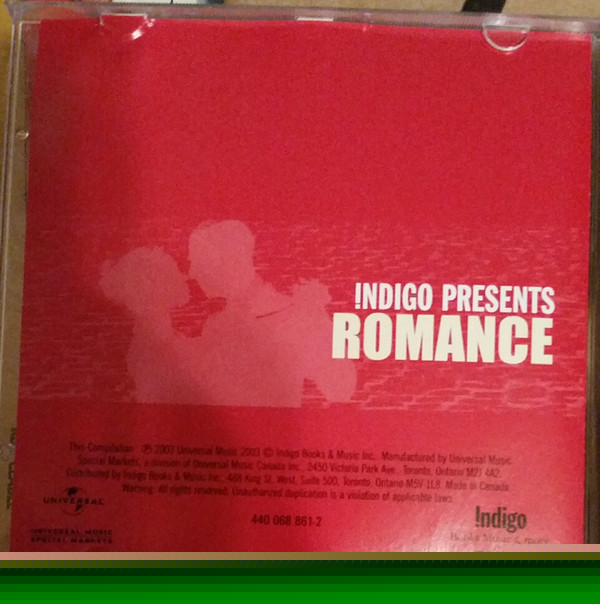 !NDIGO PRESENTS
ROMANCE
This Compilation ℗ 2003 Universal Music 2003 © Indigo Books & Music Inc. Manufactured by Universal Music
Special Markets, a division of Universal Music Canada Inc., 2450 Victoria Park Ave., Toronto, Ontario M2J 4A2.
Distributed by Indigo Books & Music Inc., 468 King St. West, Suite 500, Toronto, Ontario M5V 1L8. Made in Canada.
Warning: All rights reserved. Unauthorized duplication is a violation of applicable laws.
UNIVERSAL
440 068 861-2
!ndigo
UNIVERSAL MUSIC
SPECIAL MARKETS
Books Music & more